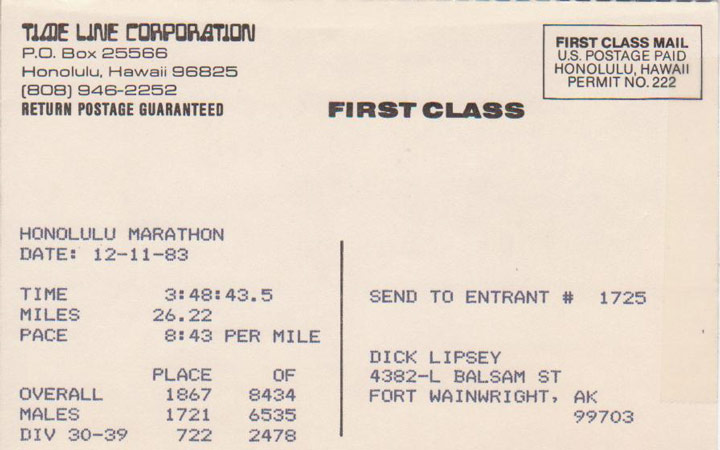 TIME LINE CORPORATION
P.O. Box 25566
Honolulu, Hawaii 96825
(808) 946-2252
RETURN POSTAGE GUARANTEED
FIRST CLASS MAIL
U.S. POSTAGE PAID
HONOLULU, HAWAII
PERMIT NO. 222
FIRST CLASS
HONOLULU MARATHON
DATE: 12-11-83
TIME 3:48:43.5
MILES 26.22
PACE 8:43 PER MILE
PLACE OF
OVERALL 1867 8434
MALES 1721 6535
DIV 30-39 722 2478
SEND TO ENTRANT # 1725
DICK LIPSEY
4382-L BALSAM ST
FORT WAINWRIGHT, AK
99703